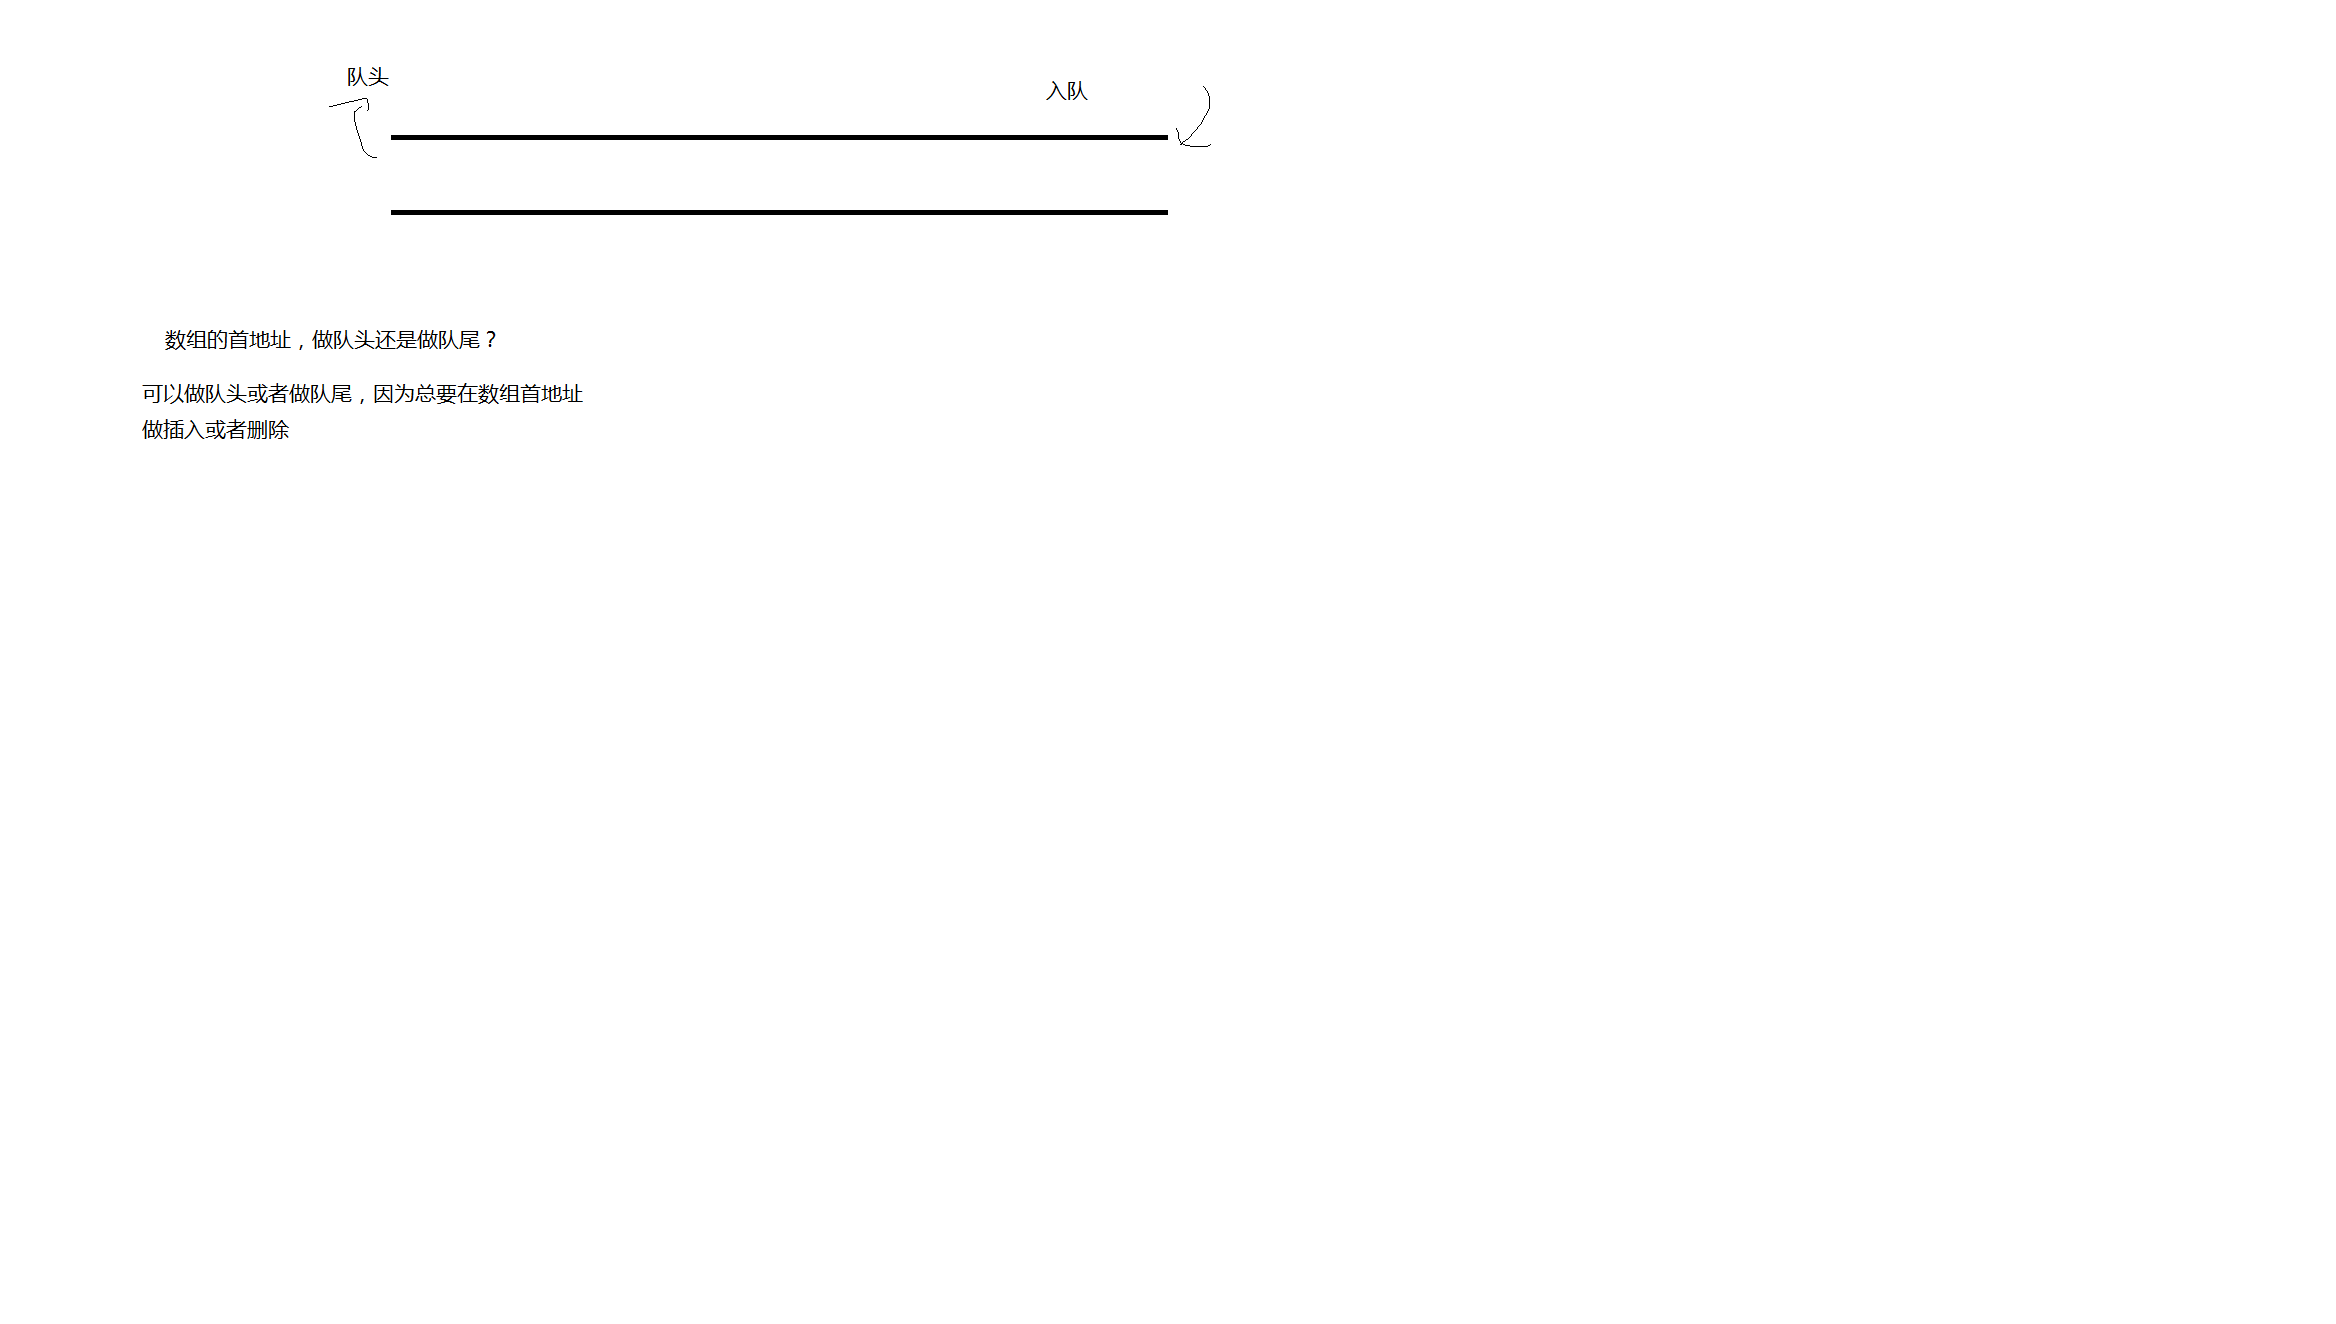 队头
入队
数组的首地址，做队头还是做队尾？
可以做队头或者做队尾，因为总要在数组首地址
做插入或者删除